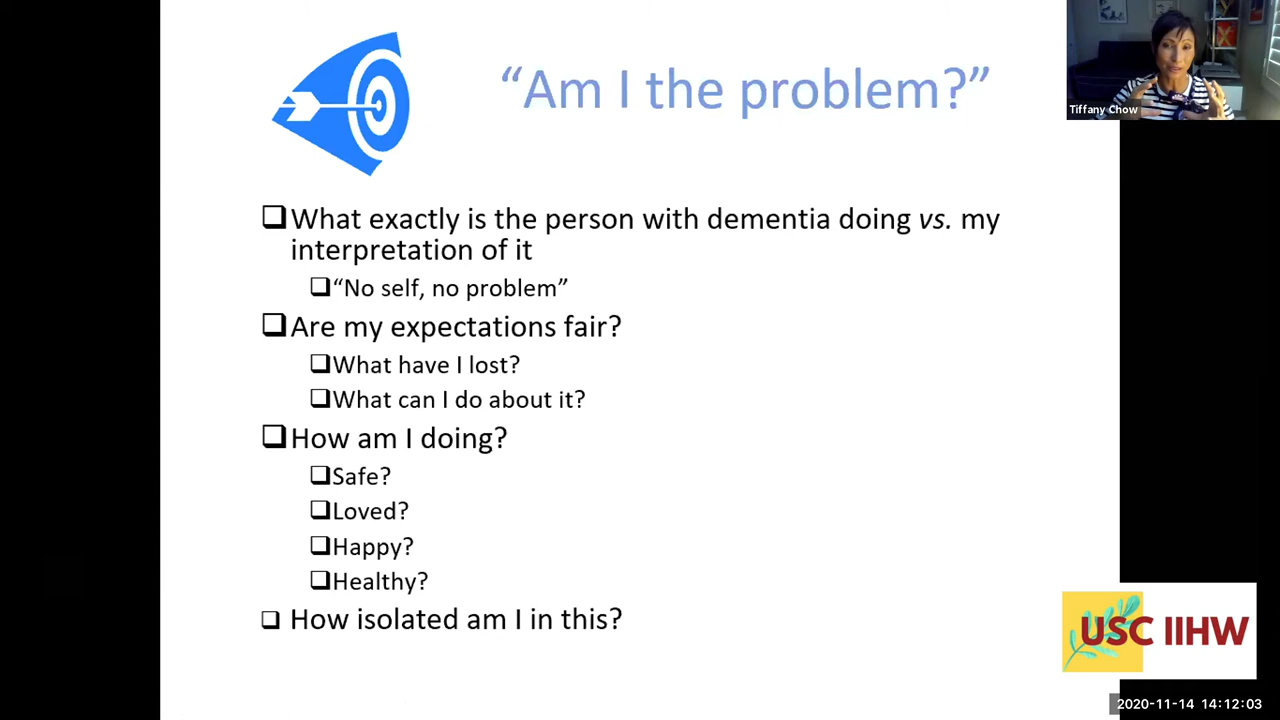 “Am I the problem?”
Tiffany Chow
What exactly is the person with dementia doing vs. my
interpretation of it
“No self, no problem”
Are my expectations fair?
What have I lost?
What can I do about it?
How am I doing?
Safe?
Loved?
Happy?
Healthy?
How isolated am I in this?
USC IIHW
2020-11-14 14:12:03